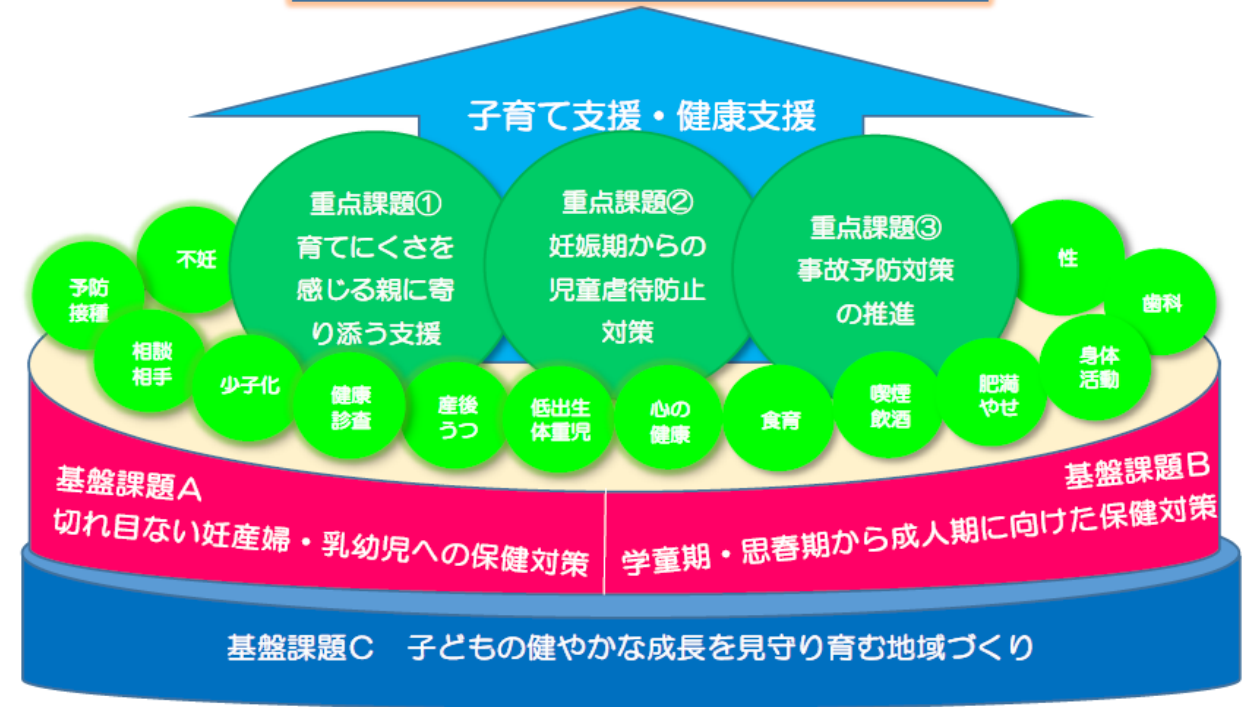 子育て支援・健康支援
重点課題①
育てにくさを
感じる親に寄
り添う支援
重点課題②
妊娠期からの
児童虐待防止
対策
重点課題③
事故予防対策
の推進
予防
接種
不妊
相談
相手
少子化
健康
診査
産後
うつ
低出生
体重児
心の
健康
食育
喫煙
飲酒
肥満
やせ
身体
活動
歯科
性
基盤課題A
切れ目ない妊産婦・乳幼児への保健対策
基盤課題B
学童期・思春期から成人期に向けた保健対策
基盤課題C 子どもの健やかな成長を見守り育む地域づくり